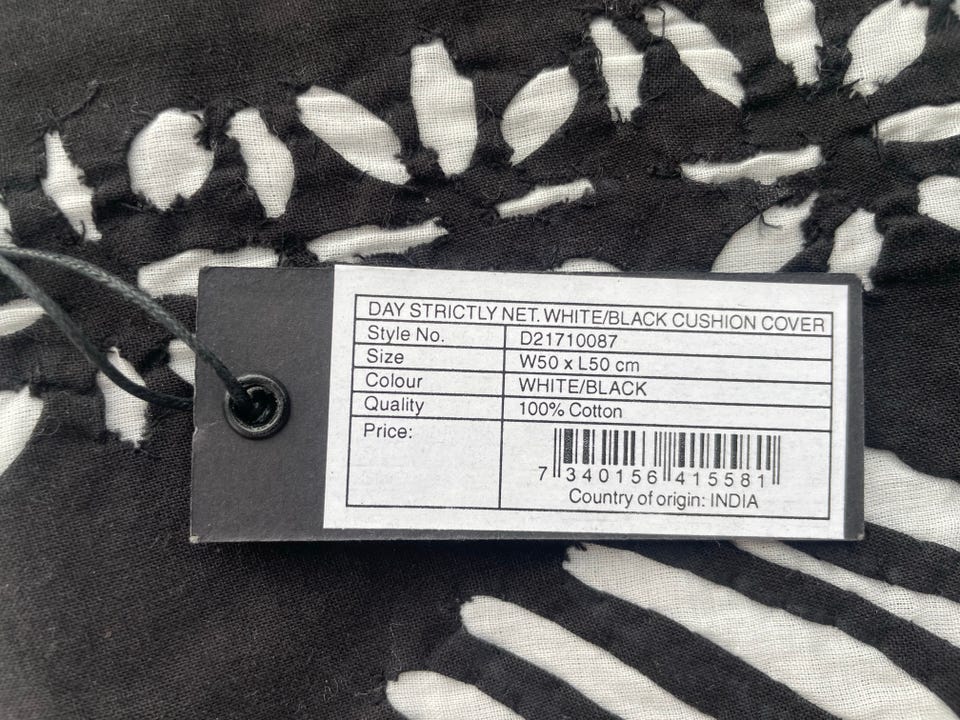 DAY STRICTLY NET. WHITE/BLACK CUSHION COVER
Style No. D21710087
Size W50 x L50 cm
Colour WHITE/BLACK
Quality 100% Cotton
Price:
7 340156 415581
Country of origin: INDIA